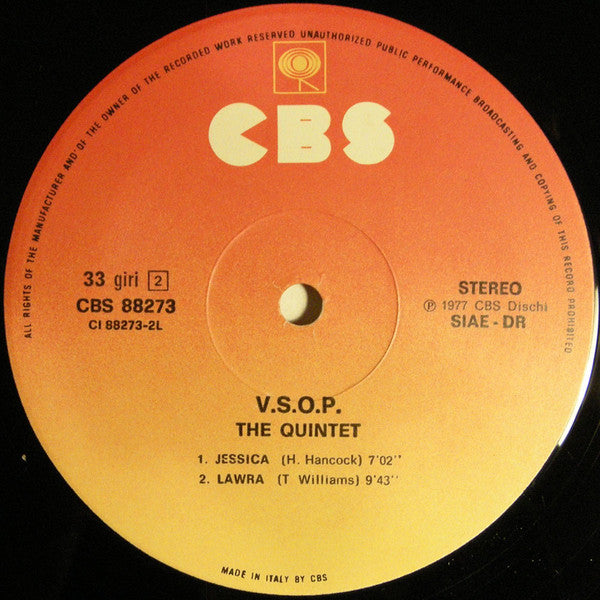 ALL RIGHTS OF THE MANUFACTURER AND OF THE OWNER OF THE RECORDED WORK RESERVED UNAUTHORIZED PUBLIC PERFORMANCE BROADCASTING AND COPYING OF THIS RECORD PROHIBITED
CBS
33 giri 2
CBS 88273
CI 88273-2L
STEREO
℗ 1977 CBS Dischi
SIAE - DR
V.S.O.P.
THE QUINTET
1. JESSICA (H. Hancock) 7'02''
2. LAWRA (T Williams) 9'43''
MADE IN ITALY BY CBS